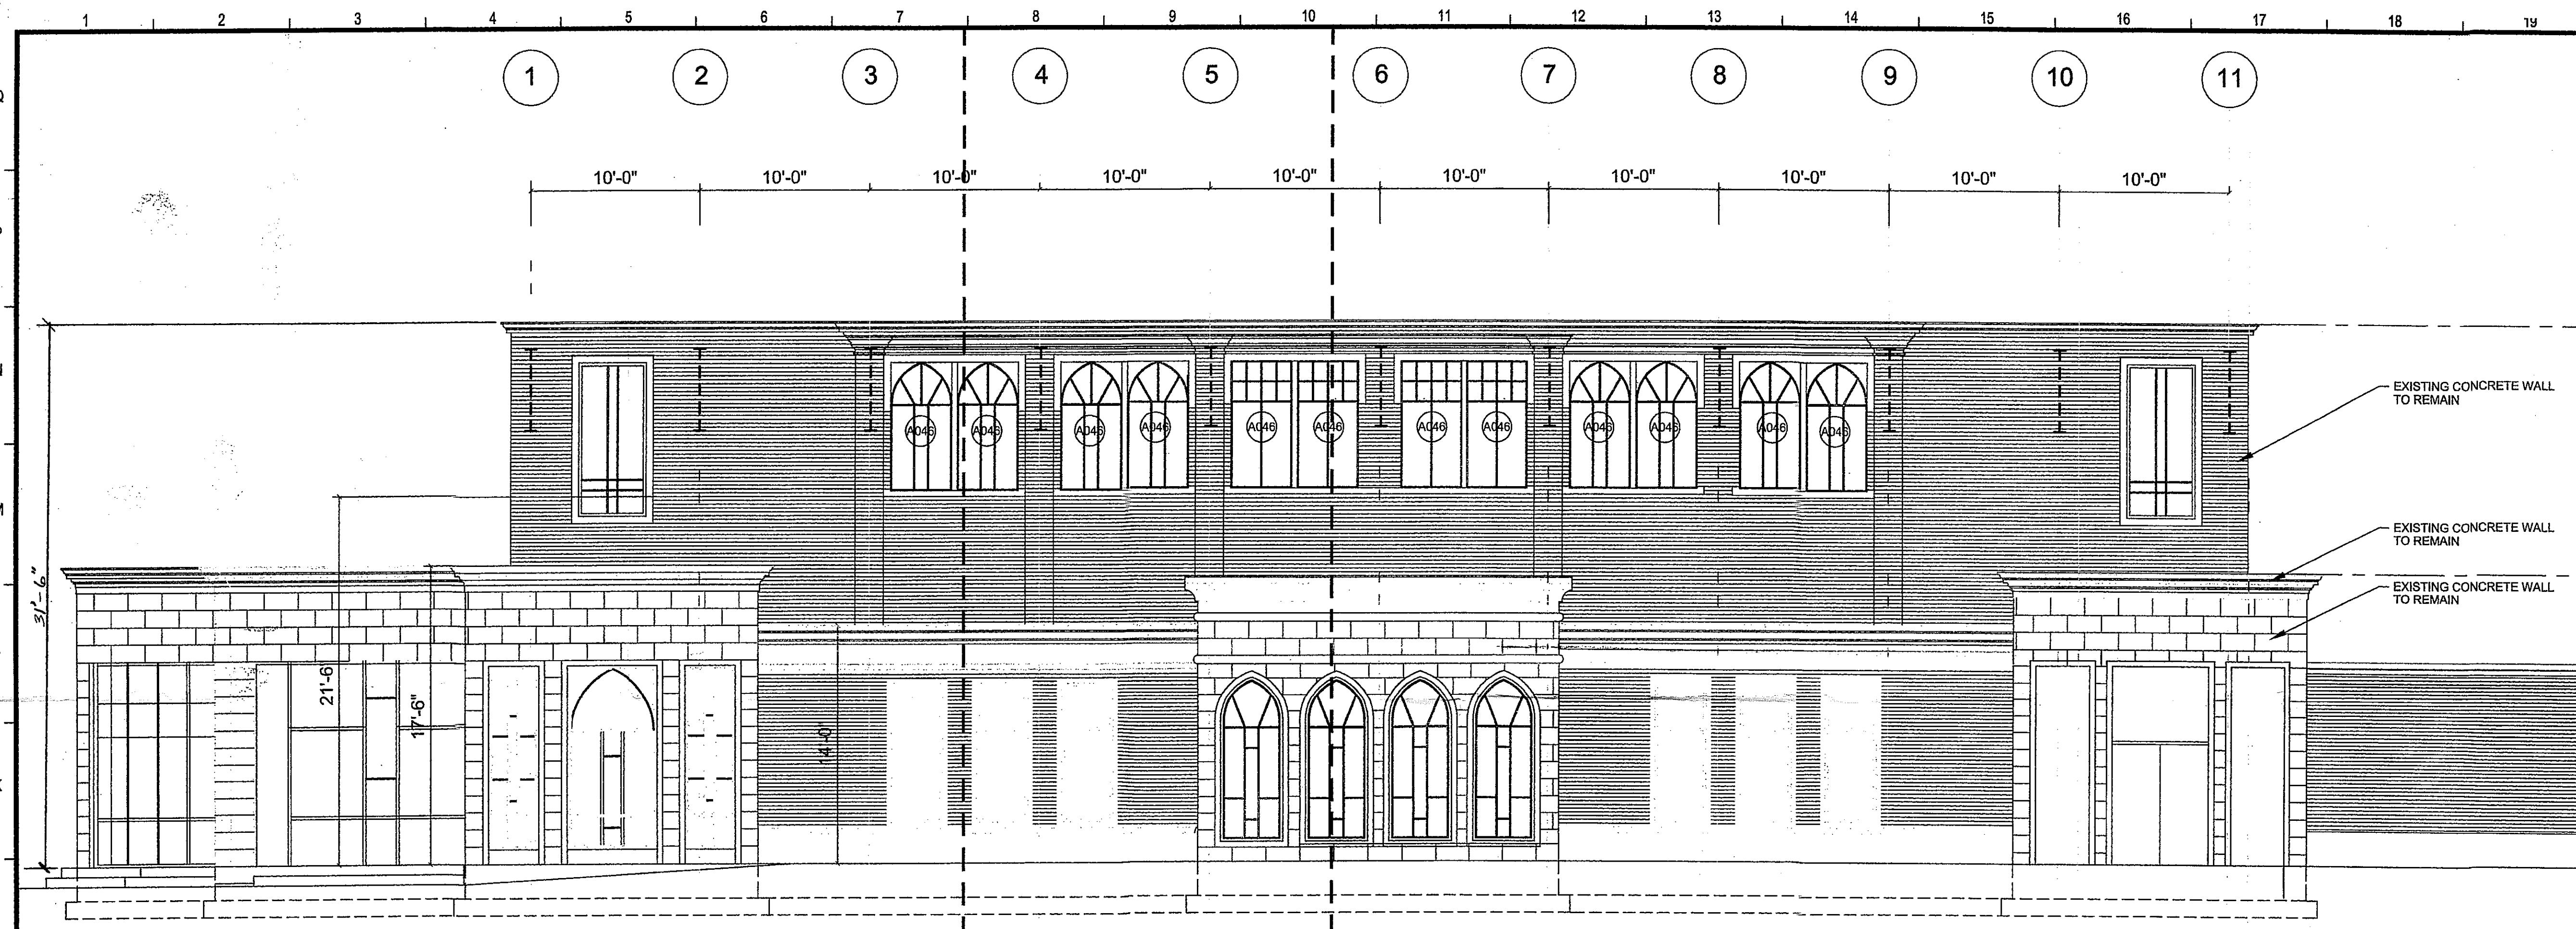 1 2 3 4 5 6 7 8 9 10 11 12 13 14 15 16 17 18 19
1 2 3 4 5 6 7 8 9 10 11
10'-0" 10'-0" 10'-0" 10'-0" 10'-0" 10'-0" 10'-0" 10'-0" 10'-0" 10'-0"
EXISTING CONCRETE WALL
TO REMAIN
A046 A046 A046 A046 A046 A046 A046 A046 A046 A046 A046 A046
EXISTING CONCRETE WALL
TO REMAIN
EXISTING CONCRETE WALL
TO REMAIN
31'-6"
21'-6
17'-6"
14'-0"